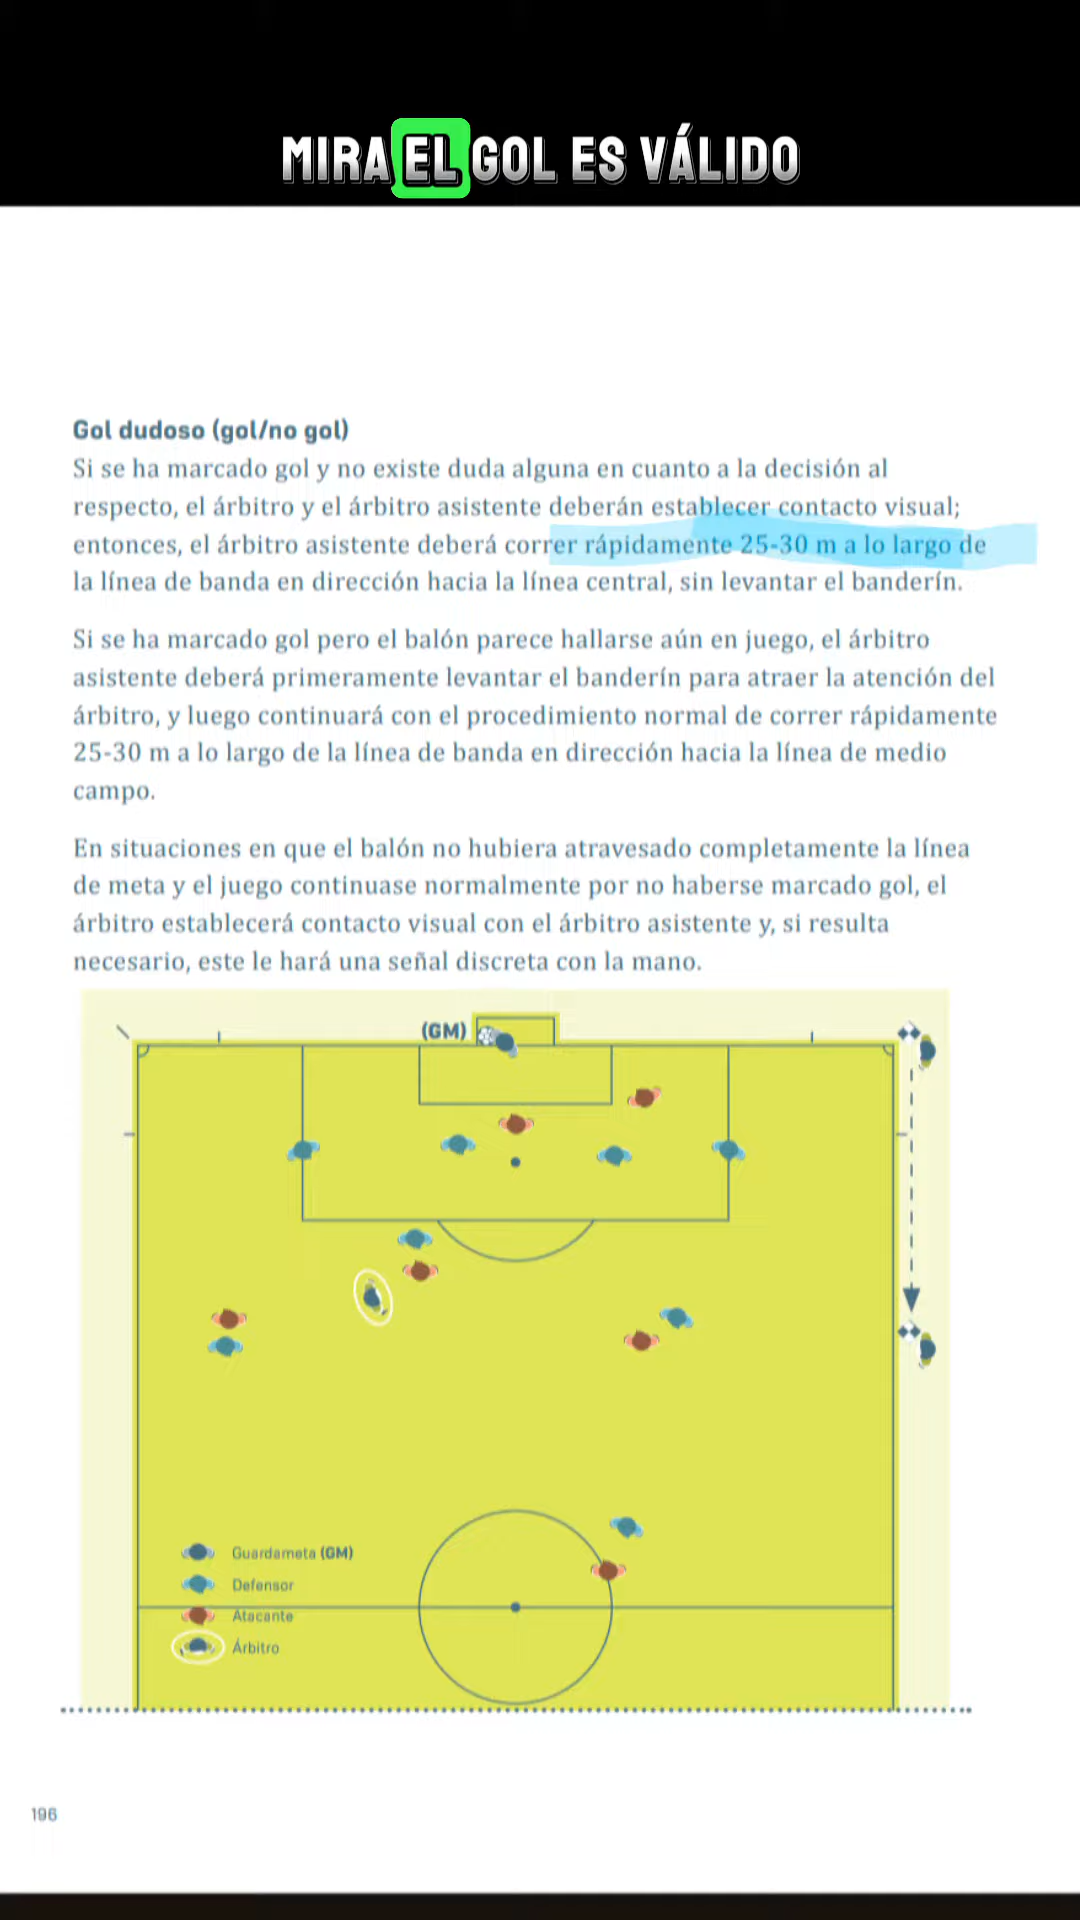 MIRA EL GOL ES VÁLIDO
Gol dudoso (gol/no gol)
Si se ha marcado gol y no existe duda alguna en cuanto a la decisión al
respecto, el árbitro y el árbitro asistente deberán establecer contacto visual;
entonces, el árbitro asistente deberá correr rápidamente 25-30 m a lo largo de
la línea de banda en dirección hacia la línea central, sin levantar el banderín.
Si se ha marcado gol pero el balón parece hallarse aún en juego, el árbitro
asistente deberá primeramente levantar el banderín para atraer la atención del
árbitro, y luego continuará con el procedimiento normal de correr rápidamente
25-30 m a lo largo de la línea de banda en dirección hacia la línea de medio
campo.
En situaciones en que el balón no hubiera atravesado completamente la línea
de meta y el juego continuase normalmente por no haberse marcado gol, el
árbitro establecerá contacto visual con el árbitro asistente y, si resulta
necesario, este le hará una señal discreta con la mano.
(GM)
Guardameta (GM)
Defensor
Atacante
Árbitro
196